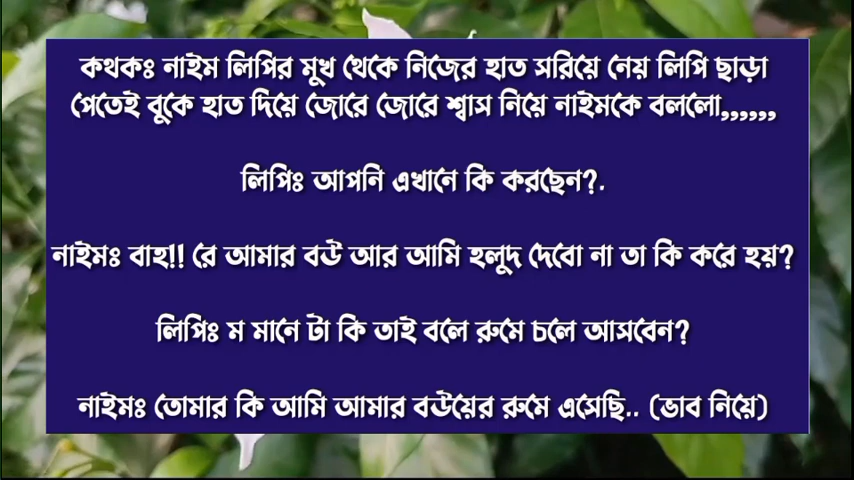 কথকঃ নাইম লিপির মুখ থেকে নিজের হাত সরিয়ে নেয় লিপি ছাড়া
পেতেই বুকে হাত দিয়ে জোরে জোরে শ্বাস নিয়ে নাইমকে বললো,,,,,,
লিপিঃ আপনি এখানে কি করছেন?.
নাইমঃ বাহ!! রে আমার বউ আর আমি হলুদ দেবো না তা কি করে হয়?
লিপিঃ ম মানে টা কি তাই বলে রুমে চলে আসবেন?
নাইমঃ তোমার কি আমি আমার বউয়ের রুমে এসেছি.. (ভাব নিয়ে)